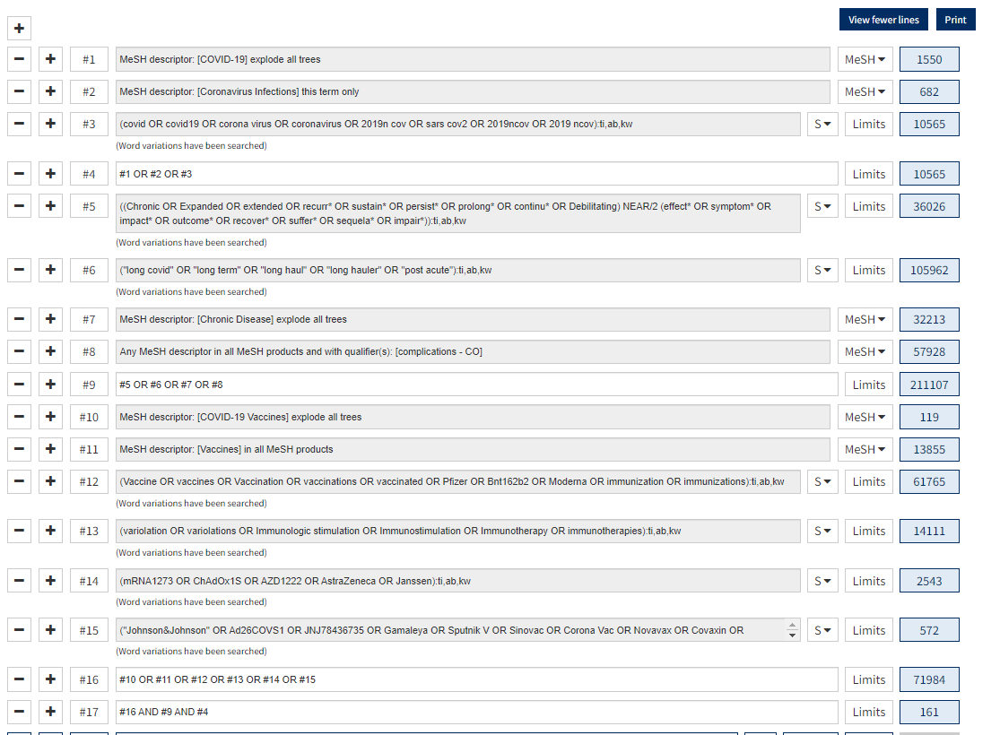 View fewer lines Print
#1 MeSH descriptor: [COVID-19] explode all trees MeSH 1550
#2 MeSH descriptor: [Coronavirus Infections] this term only MeSH 682
#3 (covid OR covid19 OR corona virus OR coronavirus OR 2019n cov OR sars cov2 OR 2019ncov OR 2019 ncov):ti,ab,kw S Limits 10565
(Word variations have been searched)
#4 #1 OR #2 OR #3 Limits 10565
#5 ((Chronic OR Expanded OR extended OR recurr* OR sustain* OR persist* OR prolong* OR continu* OR Debilitating) NEAR/2 (effect* OR symptom* OR S Limits 36026
impact* OR outcome* OR recover* OR suffer* OR sequela* OR impair*)):ti,ab,kw
(Word variations have been searched)
#6 ("long covid" OR "long term" OR "long haul" OR "long hauler" OR "post acute"):ti,ab,kw S Limits 105962
(Word variations have been searched)
#7 MeSH descriptor: [Chronic Disease] explode all trees MeSH 32213
#8 Any MeSH descriptor in all MeSH products and with qualifier(s): [complications - CO] MeSH 57928
#9 #5 OR #6 OR #7 OR #8 Limits 211107
#10 MeSH descriptor: [COVID-19 Vaccines] explode all trees MeSH 119
#11 MeSH descriptor: [Vaccines] in all MeSH products MeSH 13855
#12 (Vaccine OR vaccines OR Vaccination OR vaccinations OR vaccinated OR Pfizer OR Bnt162b2 OR Moderna OR immunization OR immunizations):ti,ab,kw S Limits 61765
(Word variations have been searched)
#13 (variolation OR variolations OR Immunologic stimulation OR Immunostimulation OR Immunotherapy OR immunotherapies):ti,ab,kw S Limits 14111
(Word variations have been searched)
#14 (mRNA1273 OR ChAdOx1S OR AZD1222 OR AstraZeneca OR Janssen):ti,ab,kw S Limits 2543
(Word variations have been searched)
#15 ("Johnson&Johnson" OR Ad26COVS1 OR JNJ78436735 OR Gamaleya OR Sputnik V OR Sinovac OR Corona Vac OR Novavax OR Covaxin OR S Limits 572
(Word variations have been searched)
#16 #10 OR #11 OR #12 OR #13 OR #14 OR #15 Limits 71984
#17 #16 AND #9 AND #4 Limits 161